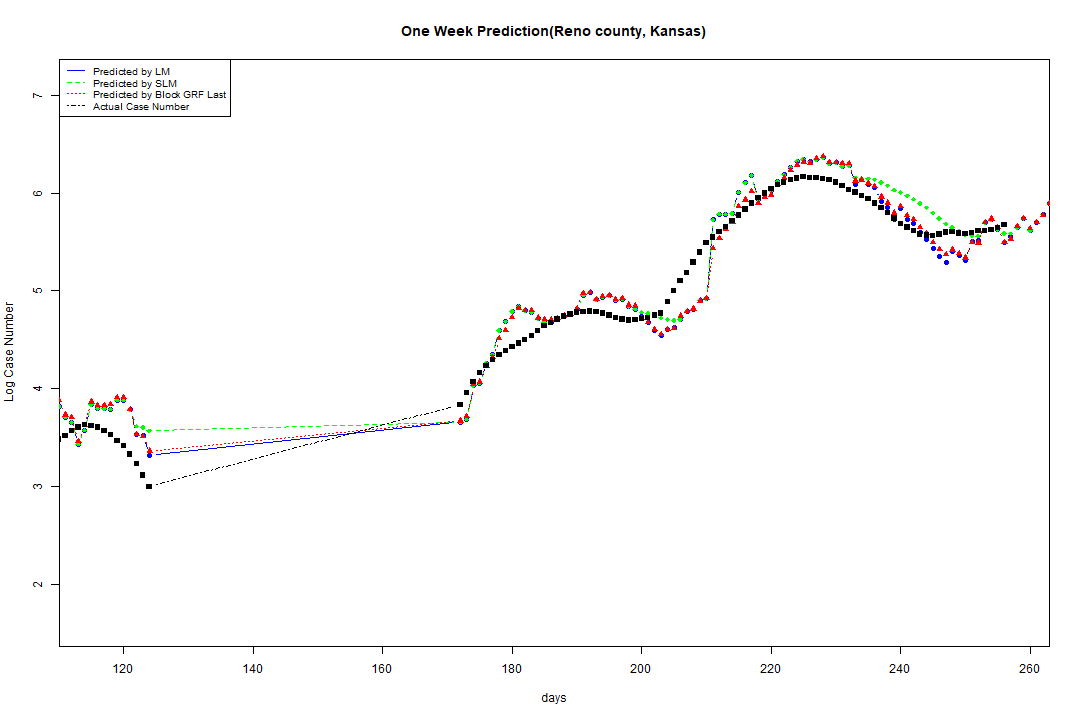 One Week Prediction(Reno county, Kansas)
Predicted by LM
Predicted by SLM
Predicted by Block GRF Last
Actual Case Number
7
6
5
4
3
2
Log Case Number
120 140 160 180 200 220 240 260
days